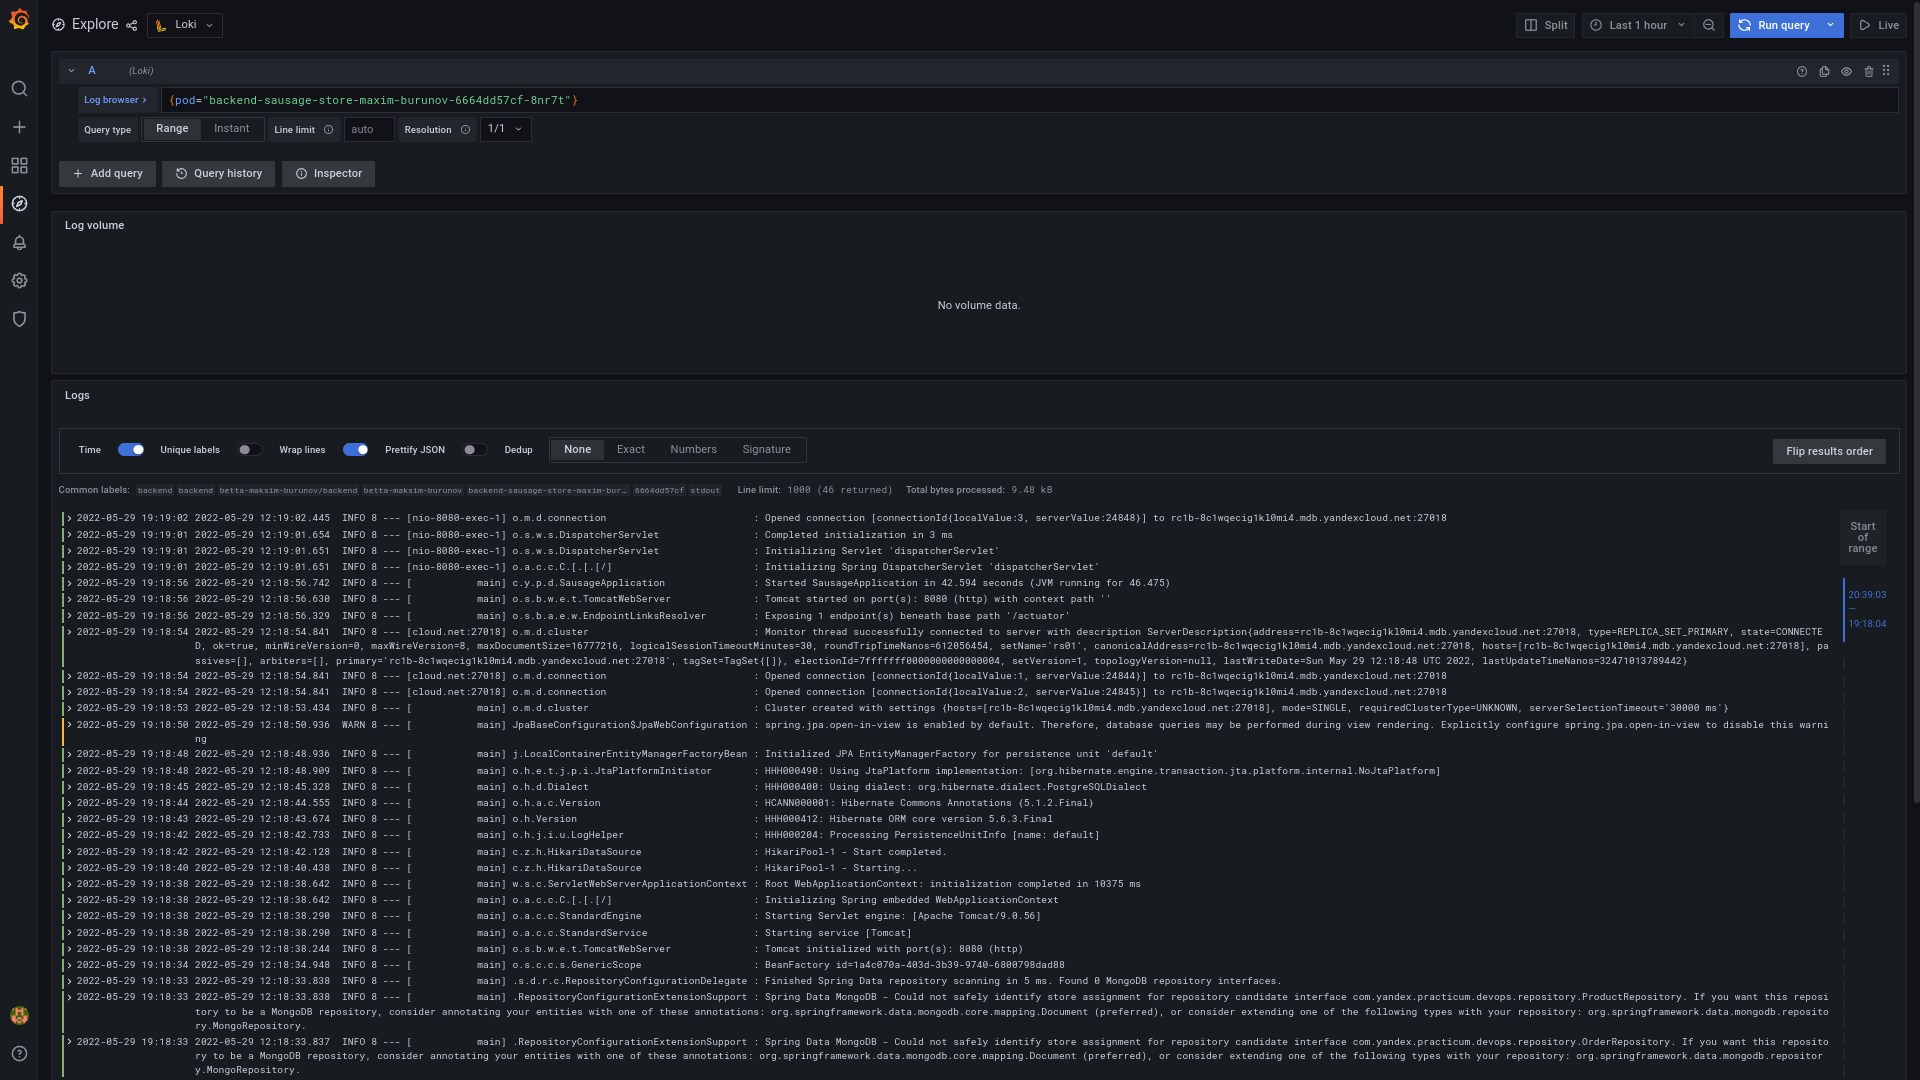 Explore
Loki
Split
Last 1 hour
Run query
Live
A (Loki)
Log browser > {pod="backend-sausage-store-maxim-burunov-6664dd57cf-8nr7t"}
Query type Range Instant Line limit auto Resolution 1/1
+ Add query Query history Inspector
Log volume
No volume data.
Logs
Time Unique labels Wrap lines Prettify JSON Dedup None Exact Numbers Signature Flip results order
Common labels: backend backend betta-maksim-burunov/backend betta-maksim-burunov backend-sausage-store-maxim-bur… 6664dd57cf stdout Line limit: 1000 (46 returned) Total bytes processed: 9.48 kB
> 2022-05-29 19:19:02 2022-05-29 12:19:02.445 INFO 8 --- [nio-8080-exec-1] o.m.d.connection : Opened connection [connectionId{localValue:3, serverValue:24848}] to rc1b-8c1wqecig1kl0mi4.mdb.yandexcloud.net:27018
> 2022-05-29 19:19:01 2022-05-29 12:19:01.654 INFO 8 --- [nio-8080-exec-1] o.s.w.s.DispatcherServlet : Completed initialization in 3 ms
> 2022-05-29 19:19:01 2022-05-29 12:19:01.651 INFO 8 --- [nio-8080-exec-1] o.s.w.s.DispatcherServlet : Initializing Servlet 'dispatcherServlet'
> 2022-05-29 19:19:01 2022-05-29 12:19:01.651 INFO 8 --- [nio-8080-exec-1] o.a.c.c.C.[.[.[/] : Initializing Spring DispatcherServlet 'dispatcherServlet'
> 2022-05-29 19:18:56 2022-05-29 12:18:56.742 INFO 8 --- [ main] c.y.p.d.SausageApplication : Started SausageApplication in 42.594 seconds (JVM running for 46.475)
> 2022-05-29 19:18:56 2022-05-29 12:18:56.630 INFO 8 --- [ main] o.s.b.w.e.t.TomcatWebServer : Tomcat started on port(s): 8080 (http) with context path ''
> 2022-05-29 19:18:56 2022-05-29 12:18:56.329 INFO 8 --- [ main] o.s.b.a.e.w.EndpointLinksResolver : Exposing 1 endpoint(s) beneath base path '/actuator'
> 2022-05-29 19:18:54 2022-05-29 12:18:54.841 INFO 8 --- [cloud.net:27018] o.m.d.cluster : Monitor thread successfully connected to server with description ServerDescription{address=rc1b-8c1wqecig1kl0mi4.mdb.yandexcloud.net:27018, type=REPLICA_SET_PRIMARY, state=CONNECTE
D, ok=true, minWireVersion=0, maxWireVersion=8, maxDocumentSize=16777216, logicalSessionTimeoutMinutes=30, roundTripTimeNanos=612056454, setName='rs01', canonicalAddress=rc1b-8c1wqecig1kl0mi4.mdb.yandexcloud.net:27018, hosts=[rc1b-8c1wqecig1kl0mi4.mdb.yandexcloud.net:27018], pa
ssives=[], arbiters=[], primary='rc1b-8c1wqecig1kl0mi4.mdb.yandexcloud.net:27018', tagSet=TagSet{[]}, electionId=7fffffff0000000000000004, setVersion=1, topologyVersion=null, lastWriteDate=Sun May 29 12:18:48 UTC 2022, lastUpdateTimeNanos=32471013789442}
> 2022-05-29 19:18:54 2022-05-29 12:18:54.841 INFO 8 --- [cloud.net:27018] o.m.d.connection : Opened connection [connectionId{localValue:1, serverValue:24844}] to rc1b-8c1wqecig1kl0mi4.mdb.yandexcloud.net:27018
> 2022-05-29 19:18:54 2022-05-29 12:18:54.841 INFO 8 --- [cloud.net:27018] o.m.d.connection : Opened connection [connectionId{localValue:2, serverValue:24845}] to rc1b-8c1wqecig1kl0mi4.mdb.yandexcloud.net:27018
> 2022-05-29 19:18:53 2022-05-29 12:18:53.434 INFO 8 --- [ main] o.m.d.cluster : Cluster created with settings {hosts=[rc1b-8c1wqecig1kl0mi4.mdb.yandexcloud.net:27018], mode=SINGLE, requiredClusterType=UNKNOWN, serverSelectionTimeout='30000 ms'}
> 2022-05-29 19:18:50 2022-05-29 12:18:50.936 WARN 8 --- [ main] JpaBaseConfiguration$JpaWebConfiguration : spring.jpa.open-in-view is enabled by default. Therefore, database queries may be performed during view rendering. Explicitly configure spring.jpa.open-in-view to disable this warni
ng
> 2022-05-29 19:18:48 2022-05-29 12:18:48.936 INFO 8 --- [ main] j.LocalContainerEntityManagerFactoryBean : Initialized JPA EntityManagerFactory for persistence unit 'default'
> 2022-05-29 19:18:48 2022-05-29 12:18:48.909 INFO 8 --- [ main] o.h.e.t.j.p.i.JtaPlatformInitiator : HHH000490: Using JtaPlatform implementation: [org.hibernate.engine.transaction.jta.platform.internal.NoJtaPlatform]
> 2022-05-29 19:18:45 2022-05-29 12:18:45.328 INFO 8 --- [ main] o.h.d.Dialect : HHH000400: Using dialect: org.hibernate.dialect.PostgreSQLDialect
> 2022-05-29 19:18:44 2022-05-29 12:18:44.555 INFO 8 --- [ main] o.h.a.c.Version : HCANN000001: Hibernate Commons Annotations {5.1.2.Final}
> 2022-05-29 19:18:43 2022-05-29 12:18:43.674 INFO 8 --- [ main] o.h.Version : HHH000412: Hibernate ORM core version 5.6.3.Final
> 2022-05-29 19:18:42 2022-05-29 12:18:42.733 INFO 8 --- [ main] o.h.j.i.u.LogHelper : HHH000204: Processing PersistenceUnitInfo [name: default]
> 2022-05-29 19:18:42 2022-05-29 12:18:42.128 INFO 8 --- [ main] c.z.h.HikariDataSource : HikariPool-1 - Start completed.
> 2022-05-29 19:18:40 2022-05-29 12:18:40.438 INFO 8 --- [ main] c.z.h.HikariDataSource : HikariPool-1 - Starting...
> 2022-05-29 19:18:38 2022-05-29 12:18:38.642 INFO 8 --- [ main] w.s.c.ServletWebServerApplicationContext : Root WebApplicationContext: initialization completed in 10375 ms
> 2022-05-29 19:18:38 2022-05-29 12:18:38.642 INFO 8 --- [ main] o.a.c.c.C.[.[.[/] : Initializing Spring embedded WebApplicationContext
> 2022-05-29 19:18:38 2022-05-29 12:18:38.290 INFO 8 --- [ main] o.a.c.c.StandardEngine : Starting Servlet engine: [Apache Tomcat/9.0.56]
> 2022-05-29 19:18:38 2022-05-29 12:18:38.290 INFO 8 --- [ main] o.a.c.c.StandardService : Starting service [Tomcat]
> 2022-05-29 19:18:38 2022-05-29 12:18:38.244 INFO 8 --- [ main] o.s.b.w.e.t.TomcatWebServer : Tomcat initialized with port(s): 8080 (http)
> 2022-05-29 19:18:34 2022-05-29 12:18:34.948 INFO 8 --- [ main] o.s.c.c.s.GenericScope : BeanFactory id=1a4c070a-403d-3b39-9740-6800798dad88
> 2022-05-29 19:18:33 2022-05-29 12:18:33.838 INFO 8 --- [ main] .s.d.r.c.RepositoryConfigurationDelegate : Finished Spring Data repository scanning in 5 ms. Found 0 MongoDB repository interfaces.
> 2022-05-29 19:18:33 2022-05-29 12:18:33.838 INFO 8 --- [ main] .RepositoryConfigurationExtensionSupport : Spring Data MongoDB - Could not safely identify store assignment for repository candidate interface com.yandex.practicum.devops.repository.ProductRepository. If you want this reposi
tory to be a MongoDB repository, consider annotating your entities with one of these annotations: org.springframework.data.mongodb.core.mapping.Document (preferred), or consider extending one of the following types with your repository: org.springframework.data.mongodb.reposito
ry.MongoRepository.
> 2022-05-29 19:18:33 2022-05-29 12:18:33.837 INFO 8 --- [ main] .RepositoryConfigurationExtensionSupport : Spring Data MongoDB - Could not safely identify store assignment for repository candidate interface com.yandex.practicum.devops.repository.OrderRepository. If you want this reposito
ry to be a MongoDB repository, consider annotating your entities with one of these annotations: org.springframework.data.mongodb.core.mapping.Document (preferred), or consider extending one of the following types with your repository: org.springframework.data.mongodb.repositor
y.MongoRepository.
Start
of
range
20:39:03
—
19:18:04